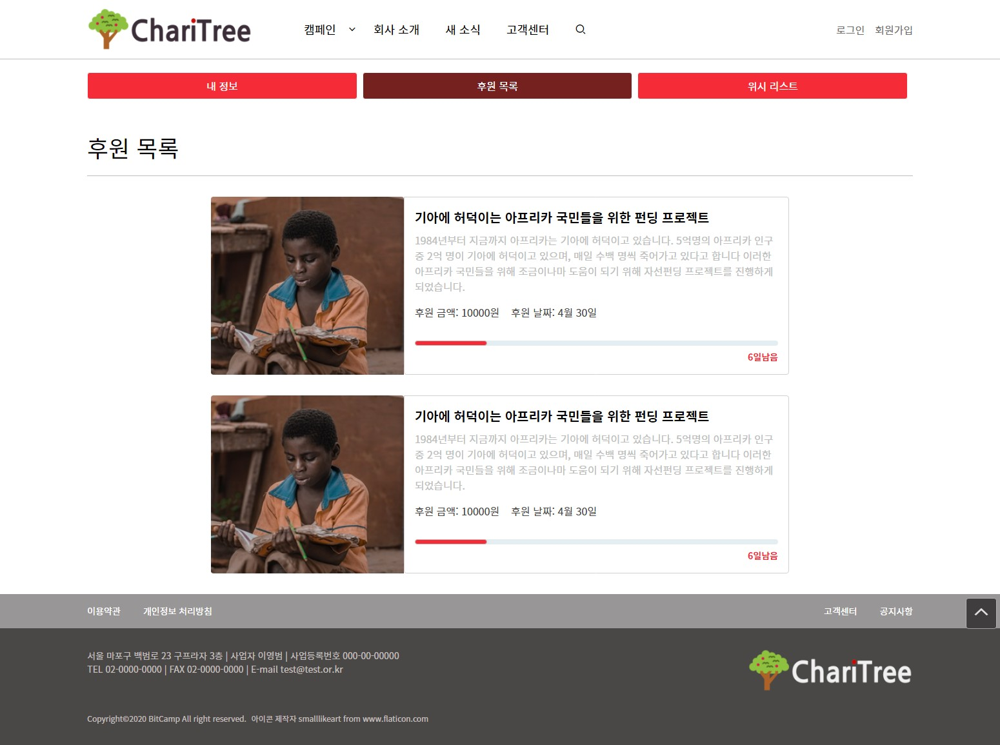 ChariTree
캠페인 회사 소개 새 소식 고객센터
로그인 회원가입
내 정보
후원 목록
위시 리스트
후원 목록
기아에 허덕이는 아프리카 국민들을 위한 펀딩 프로젝트
1984년부터 지금까지 아프리카는 기아에 허덕이고 있습니다. 5억명의 아프리카 인구
중 2억 명이 기아에 허덕이고 있으며, 매일 수백 명씩 죽어가고 있다고 합니다 이러한
아프리카 국민들을 위해 조금이나마 도움이 되기 위해 자선펀딩 프로젝트를 진행하게
되었습니다.
후원 금액: 10000원 후원 날짜: 4월 30일
6일남음
기아에 허덕이는 아프리카 국민들을 위한 펀딩 프로젝트
1984년부터 지금까지 아프리카는 기아에 허덕이고 있습니다. 5억명의 아프리카 인구
중 2억 명이 기아에 허덕이고 있으며, 매일 수백 명씩 죽어가고 있다고 합니다 이러한
아프리카 국민들을 위해 조금이나마 도움이 되기 위해 자선펀딩 프로젝트를 진행하게
되었습니다.
후원 금액: 10000원 후원 날짜: 4월 30일
6일남음
이용약관 개인정보 처리방침
고객센터 공지사항
서울 마포구 백범로 23 구프라자 3층 | 사업자 이영범 | 사업등록번호 000-00-00000
TEL 02-0000-0000 | FAX 02-0000-0000 | E-mail test@test.or.kr
ChariTree
Copyright©2020 BitCamp All right reserved. 아이콘 제작자 smalllikeart from www.flaticon.com